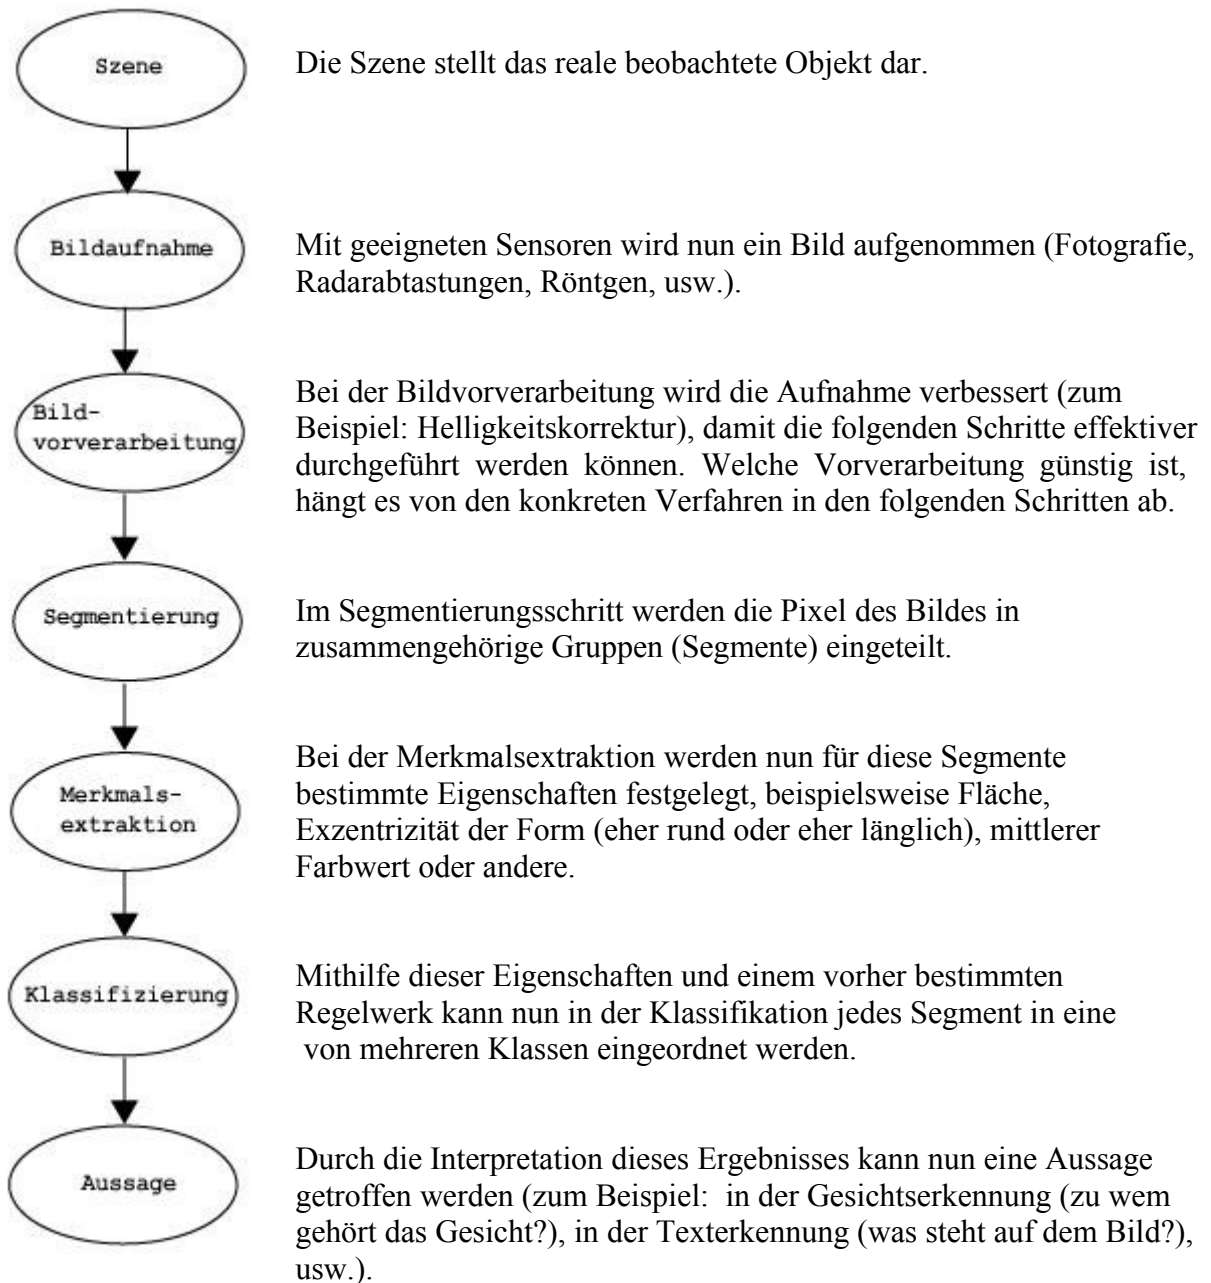 Szene
Die Szene stellt das reale beobachtete Objekt dar.
Bildaufnahme
Mit geeigneten Sensoren wird nun ein Bild aufgenommen (Fotografie,
Radarabtastungen, Röntgen, usw.).
Bild-
vorverarbeitung
Bei der Bildvorverarbeitung wird die Aufnahme verbessert (zum
Beispiel: Helligkeitskorrektur), damit die folgenden Schritte effektiver
durchgeführt werden können. Welche Vorverarbeitung günstig ist,
hängt es von den konkreten Verfahren in den folgenden Schritten ab.
Segmentierung
Im Segmentierungsschritt werden die Pixel des Bildes in
zusammengehörige Gruppen (Segmente) eingeteilt.
Merkmals-
extraktion
Bei der Merkmalsextraktion werden nun für diese Segmente
bestimmte Eigenschaften festgelegt, beispielsweise Fläche,
Exzentrizität der Form (eher rund oder eher länglich), mittlerer
Farbwert oder andere.
Klassifizierung
Mithilfe dieser Eigenschaften und einem vorher bestimmten
Regelwerk kann nun in der Klassifikation jedes Segment in eine
von mehreren Klassen eingeordnet werden.
Aussage
Durch die Interpretation dieses Ergebnisses kann nun eine Aussage
getroffen werden (zum Beispiel: in der Gesichtserkennung (zu wem
gehört das Gesicht?), in der Texterkennung (was steht auf dem Bild?),
usw.).